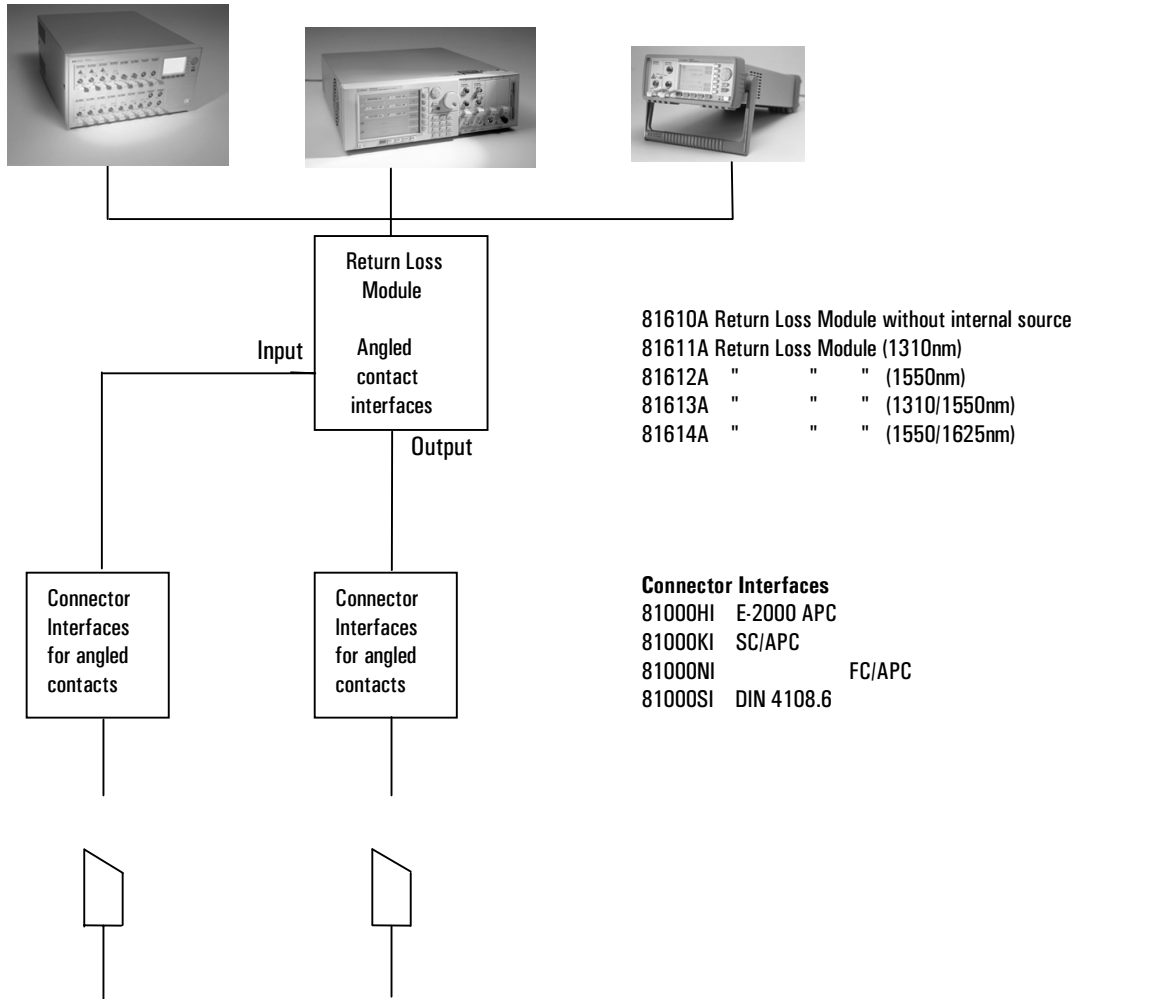 Return Loss
Module
Angled
contact
interfaces
Input
Output
81610A Return Loss Module without internal source
81611A Return Loss Module (1310nm)
81612A " " " (1550nm)
81613A " " " (1310/1550nm)
81614A " " " (1550/1625nm)
Connector
Interfaces
for angled
contacts
Connector
Interfaces
for angled
contacts
Connector Interfaces
81000HI E-2000 APC
81000KI SC/APC
81000NI FC/APC
81000SI DIN 4108.6